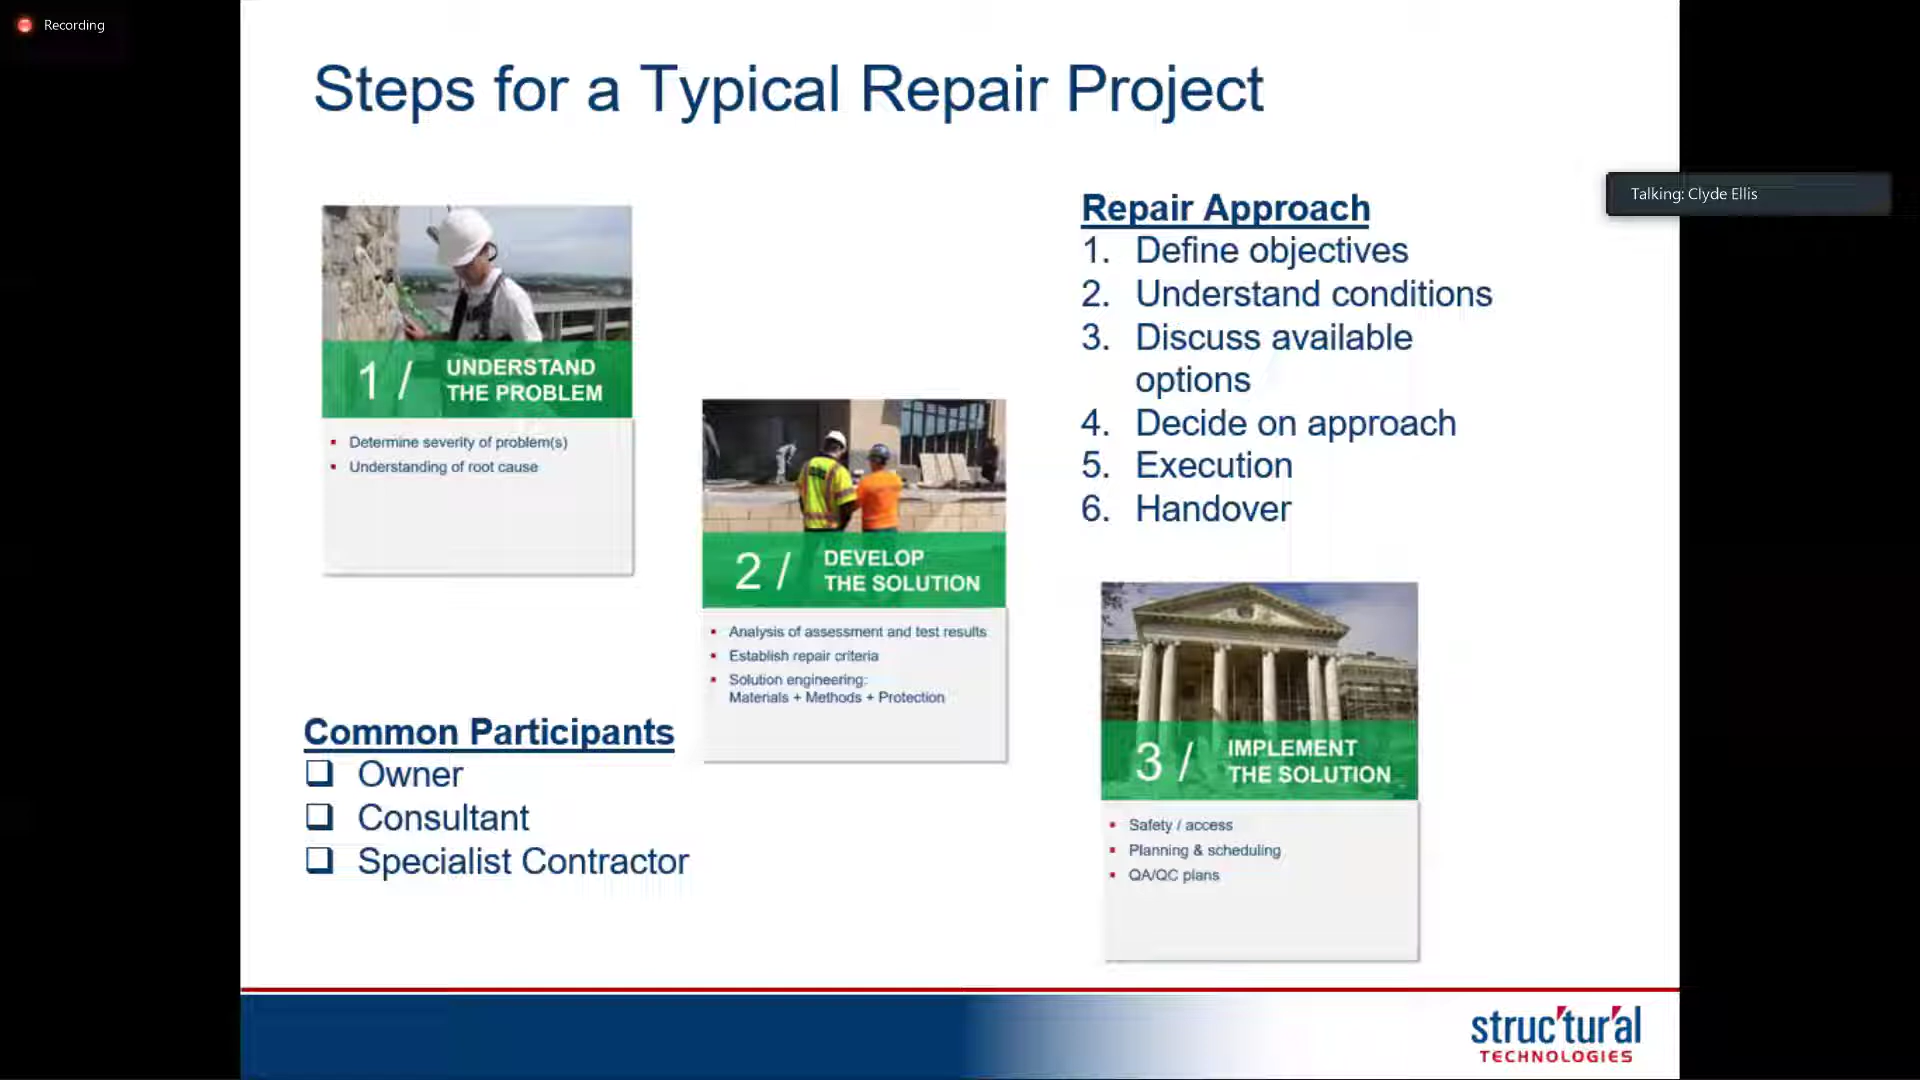 Recording
Steps for a Typical Repair Project
Talking: Clyde Ellis
1 / UNDERSTAND
THE PROBLEM
▪ Determine severity of problem(s)
▪ Understanding of root cause
2 / DEVELOP
THE SOLUTION
▪ Analysis of assessment and test results
▪ Establish repair criteria
▪ Solution engineering:
Materials + Methods + Protection
Repair Approach
1. Define objectives
2. Understand conditions
3. Discuss available
options
4. Decide on approach
5. Execution
6. Handover
3 / IMPLEMENT
THE SOLUTION
▪ Safety / access
▪ Planning & scheduling
▪ QA/QC plans
Common Participants
❑ Owner
❑ Consultant
❑ Specialist Contractor
structural
TECHNOLOGIES